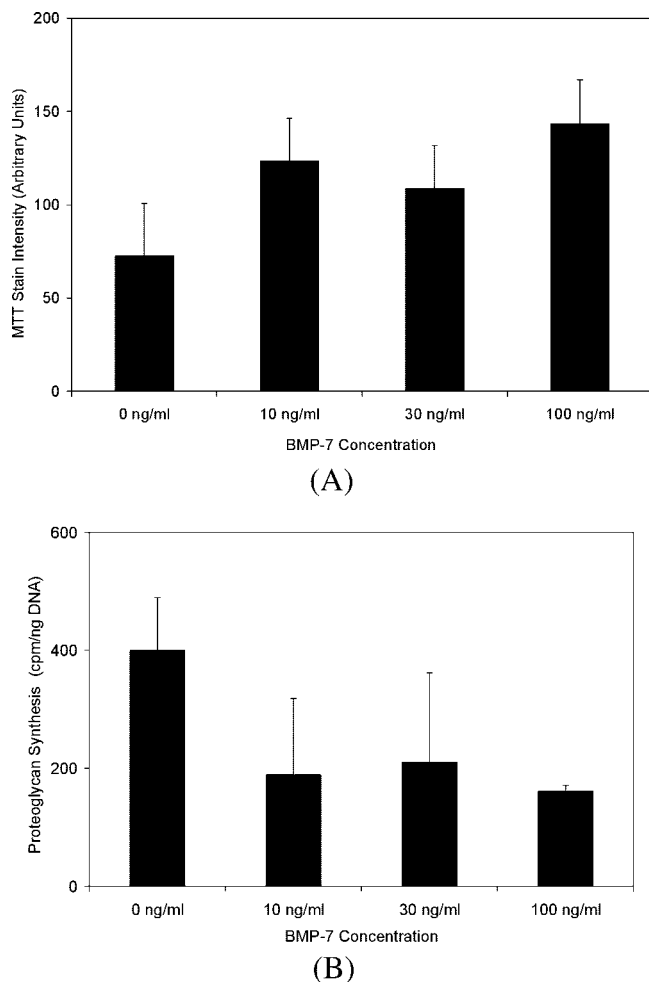 200
150
100
50
0
MTT Stain Intensity (Arbitrary Units)
0 ng/ml 10 ng/ml 30 ng/ml 100 ng/ml
BMP-7 Concentration
(A)
600
400
200
0
Proteoglycan Synthesis (cpm/ng DNA)
0 ng/ml 10 ng/ml 30 ng/ml 100 ng/ml
BMP-7 Concentration
(B)